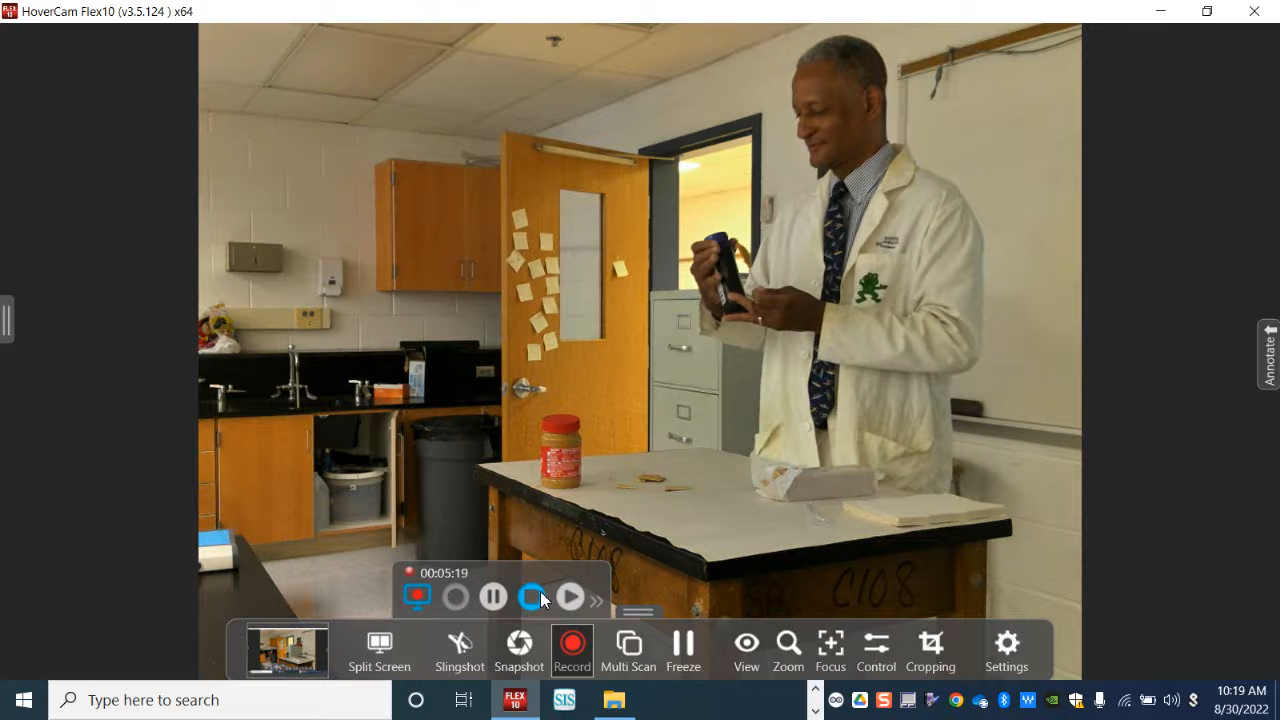 FLEX 10 HoverCam Flex10 (v3.5.124 ) x64
C108
C108
Annotate
00:05:19
Split Screen Slingshot Snapshot Record Multi Scan Freeze View Zoom Focus Control Cropping Settings
Type here to search
FLEX 10
SIS
10:19 AM
8/30/2022